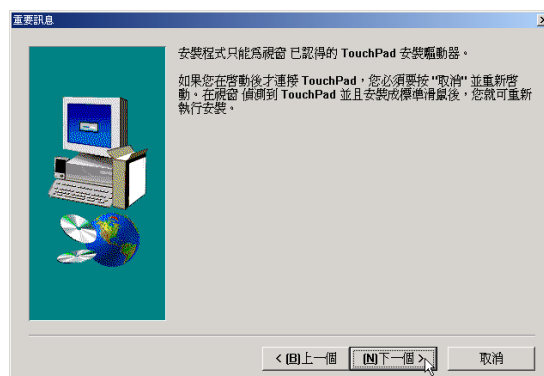 重要訊息
安裝程式只能為視窗 已認得的 TouchPad 安裝驅動器。
如果您在啓動後才連接 TouchPad，您必須要按 "取消" 並重新啓
動。在視窗 偵測到 TouchPad 並且安裝成標準滑鼠後，您就可重新
執行安裝。
< (B)上一個
(N)下一個 >
取消